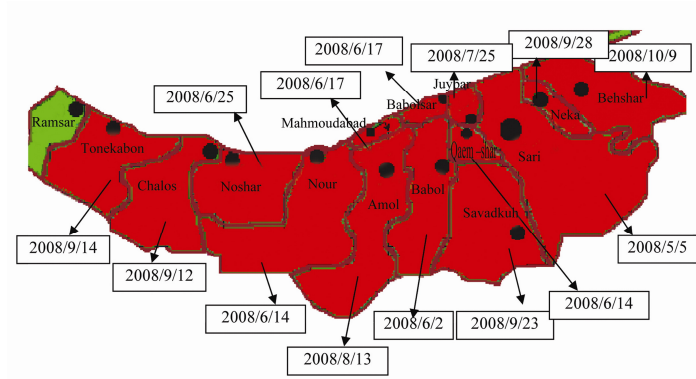 2008/6/17
2008/9/28
2008/7/25
2008/10/9
2008/6/17
Juybar
2008/6/25
Babolsar
Behshar
Mahmoudabad
Neka
Ramsar
Tonekabon
Sari
Chalos
Noshar
Nour
Amol
Babol
Savadkuh
2008/9/14
2008/5/5
2008/9/12
2008/6/14
2008/6/14
2008/6/2
2008/9/23
2008/8/13